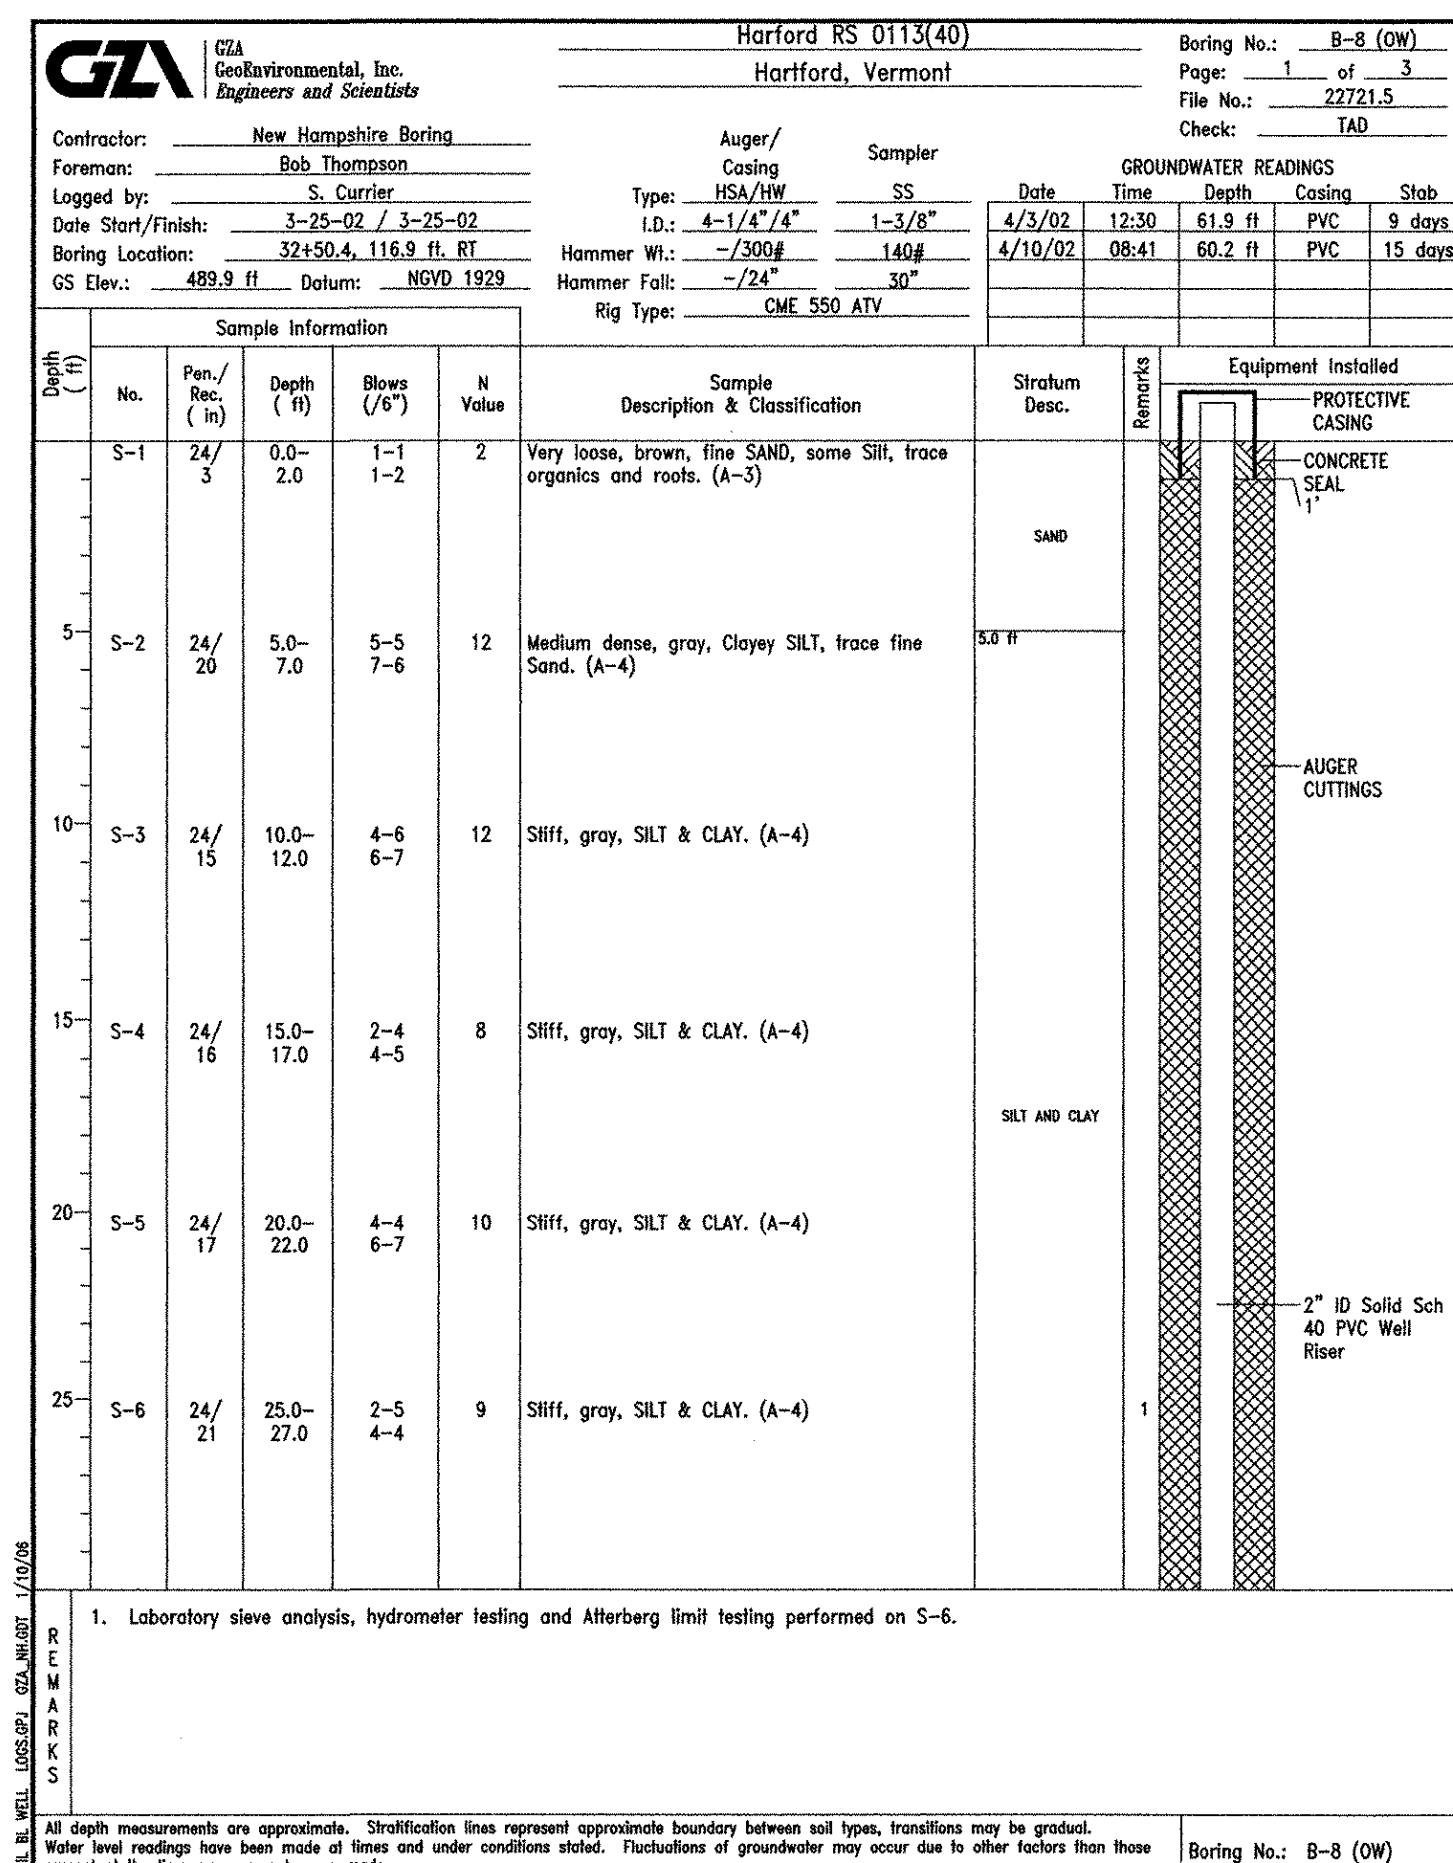 GZA
GZA
GeoEnvironmental, Inc.
Engineers and Scientists
Harford RS 0113(40)
Hartford, Vermont
Boring No.: B-8 (OW)
Page: 1 of 3
File No.: 22721.5
Check: TAD
Contractor: New Hampshire Boring
Foreman: Bob Thompson
Logged by: S. Currier
Date Start/Finish: 3-25-02 / 3-25-02
Boring Location: 32+50.4, 116.9 ft. RT
GS Elev.: 489.9 ft Datum: NGVD 1929
Auger/
Casing Sampler
Type: HSA/HW SS
I.D.: 4-1/4"/4" 1-3/8"
Hammer Wt.: -/300# 140#
Hammer Fall: -/24" 30"
Rig Type: CME 550 ATV
GROUNDWATER READINGS
Date Time Depth Casing Stab
4/3/02 12:30 61.9 ft PVC 9 days
4/10/02 08:41 60.2 ft PVC 15 days
Depth
( ft)
Sample Information
No.
Pen./
Rec.
( in)
Depth
( ft)
Blows
(/6")
N
Value
Sample
Description & Classification
Stratum
Desc.
Remarks
Equipment Installed
PROTECTIVE
CASING
S-1 24/ 0.0- 1-1 2 Very loose, brown, fine SAND, some Silt, trace
3 2.0 1-2 organics and roots. (A-3)
CONCRETE
SEAL
1'
SAND
5
S-2 24/ 5.0- 5-5 12 Medium dense, gray, Clayey SILT, trace fine
20 7.0 7-6 Sand. (A-4)
5.0 ft
AUGER
CUTTINGS
10
S-3 24/ 10.0- 4-6 12 Stiff, gray, SILT & CLAY. (A-4)
15 12.0 6-7
15
S-4 24/ 15.0- 2-4 8 Stiff, gray, SILT & CLAY. (A-4)
16 17.0 4-5
SILT AND CLAY
20
S-5 24/ 20.0- 4-4 10 Stiff, gray, SILT & CLAY. (A-4)
17 22.0 6-7
2" ID Solid Sch
40 PVC Well
Riser
25
S-6 24/ 25.0- 2-5 9 Stiff, gray, SILT & CLAY. (A-4) 1
21 27.0 4-4
REMARKS
1. Laboratory sieve analysis, hydrometer testing and Atterberg limit testing performed on S-6.
BL WELL LOGS.GPJ GZA_NH.GDT 1/10/06
All depth measurements are approximate. Stratification lines represent approximate boundary between soil types, transitions may be gradual.
Water level readings have been made at times and under conditions stated. Fluctuations of groundwater may occur due to other factors than those
Boring No.: B-8 (OW)